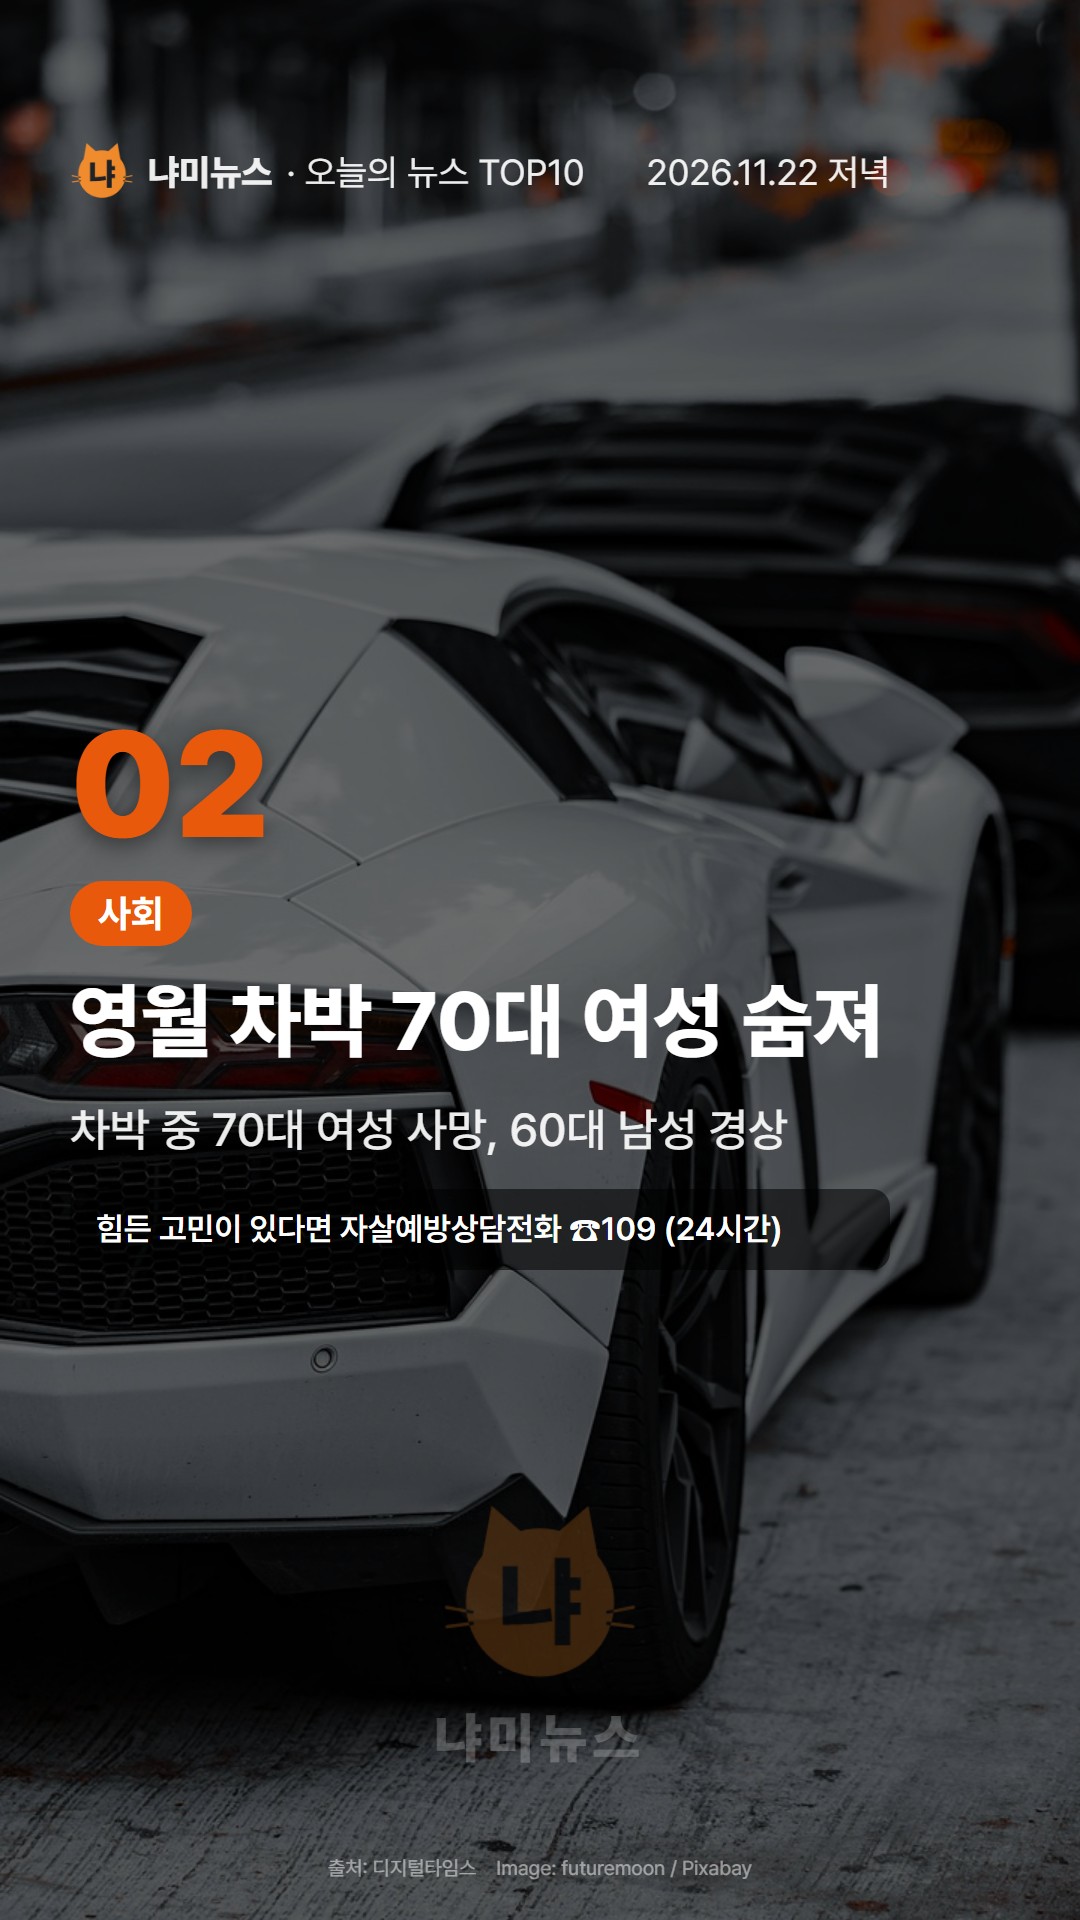 냐 냐미뉴스 · 오늘의 뉴스 TOP10 2026.11.22 저녁
02
사회
영월 차박 70대 여성 숨져
차박 중 70대 여성 사망, 60대 남성 경상
힘든 고민이 있다면 자살예방상담전화 ☎109 (24시간)
냐
냐미뉴스
출처: 디지털타임스 Image: futuremoon / Pixabay